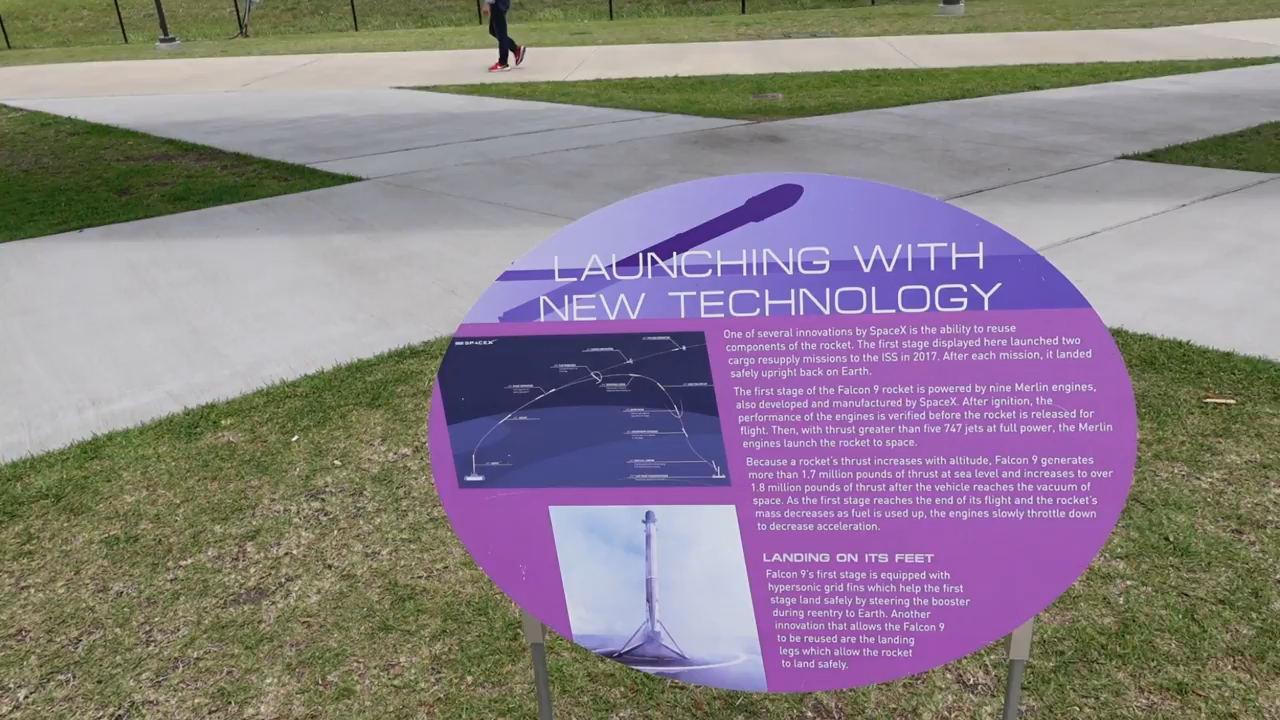 LAUNCHING WITH
NEW TECHNOLOGY
SPACEX
One of several innovations by SpaceX is the ability to reuse
components of the rocket. The first stage displayed here launched two
cargo resupply missions to the ISS in 2017. After each mission, it landed
safely upright back on Earth.
The first stage of the Falcon 9 rocket is powered by nine Merlin engines,
also developed and manufactured by SpaceX. After ignition, the
performance of the engines is verified before the rocket is released for
flight. Then, with thrust greater than five 747 jets at full power, the Merlin
engines launch the rocket to space.
Because a rocket's thrust increases with altitude, Falcon 9 generates
more than 1.7 million pounds of thrust at sea level and increases to over
1.8 million pounds of thrust after the vehicle reaches the vacuum of
space. As the first stage reaches the end of its flight and the rocket's
mass decreases as fuel is used up, the engines slowly throttle down
to decrease acceleration.
LANDING ON ITS FEET
Falcon 9's first stage is equipped with
hypersonic grid fins which help the first
stage land safely by steering the booster
during reentry to Earth. Another
innovation that allows the Falcon 9
to be reused are the landing
legs which allow the rocket
to land safely.